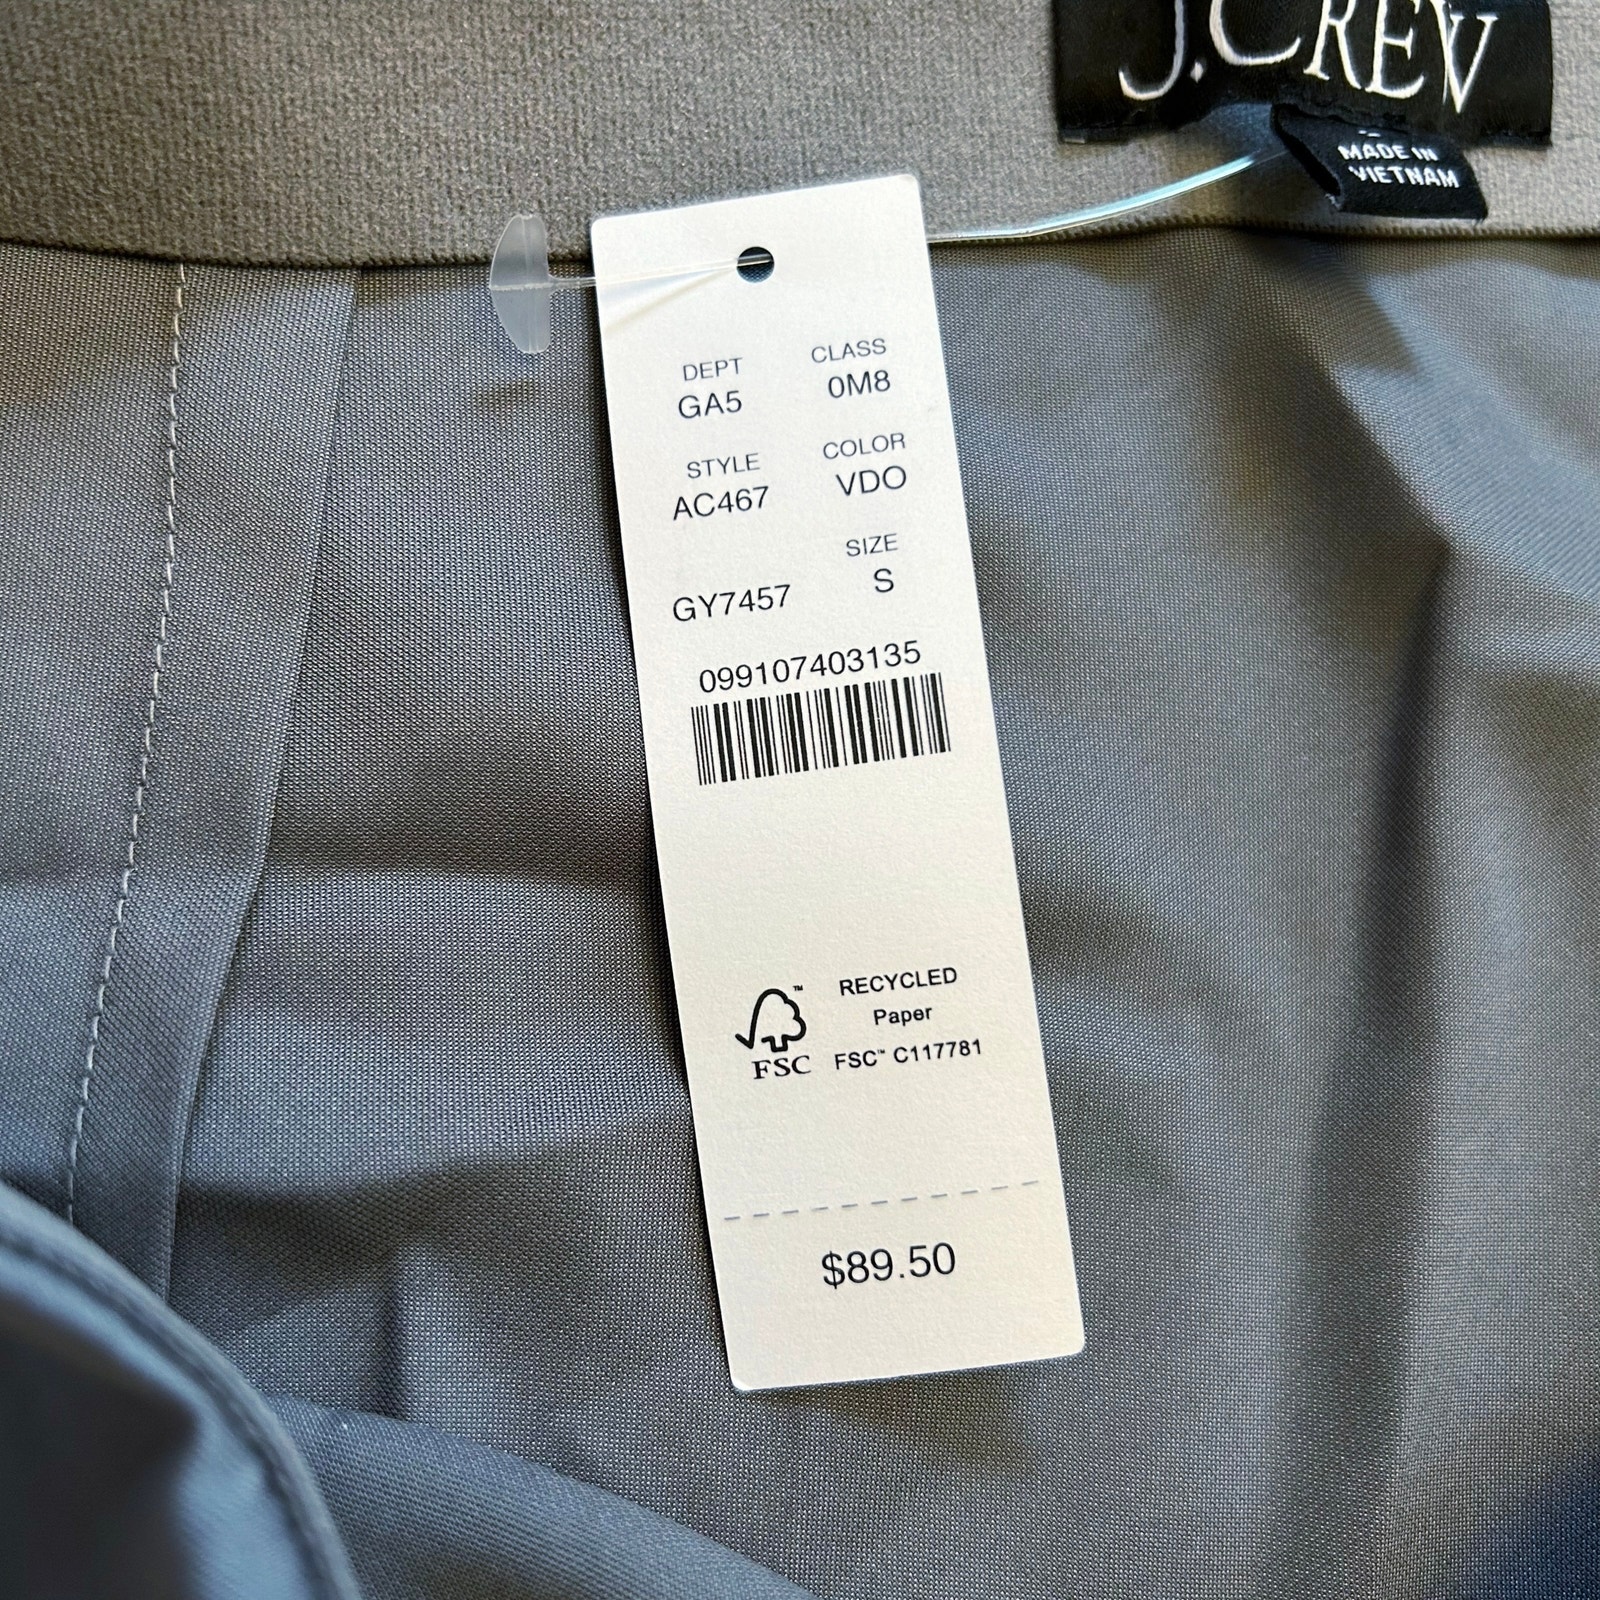 J.CREW
MADE IN
VIETNAM
DEPT CLASS
GA5 0M8
STYLE COLOR
AC467 VDO
SIZE
GY7457 S
099107403135
RECYCLED
Paper
FSC™ C117781
™
FSC
$89.50